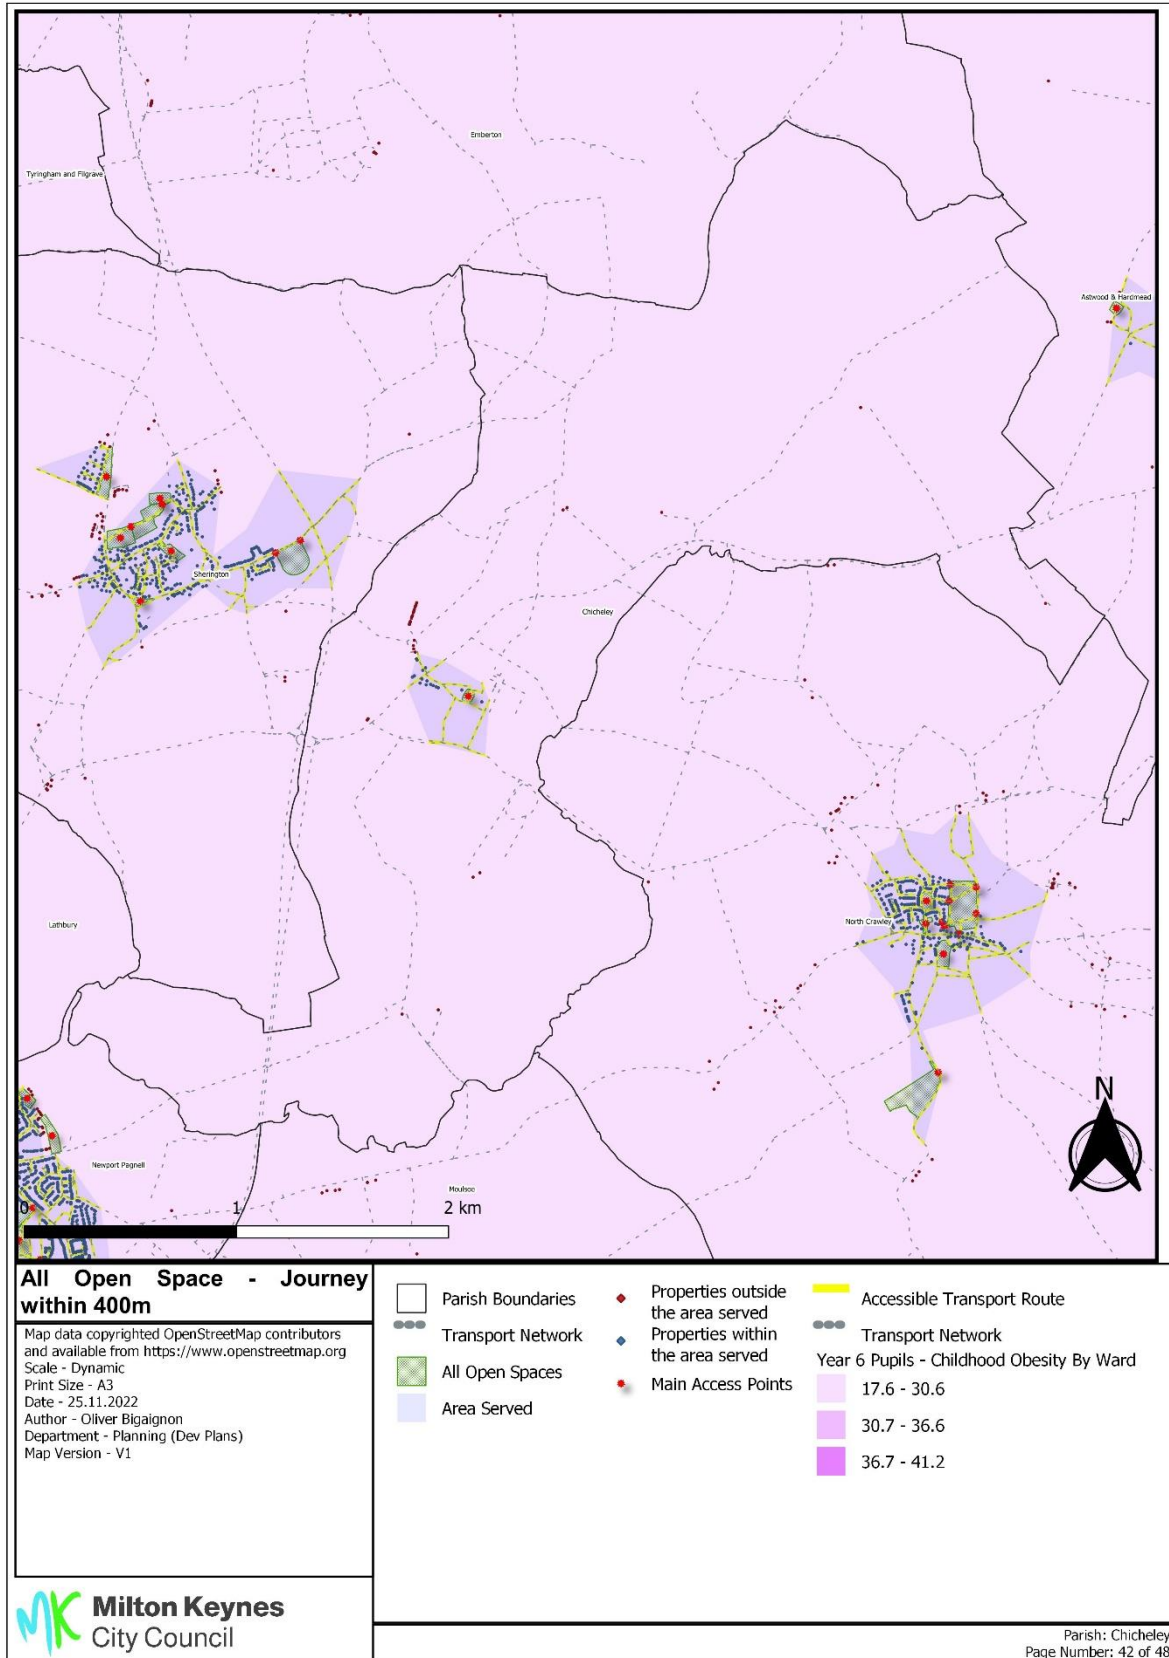 Emberton
Tyringham and Filgrave
Astwood & Hardmead
Sherington
Chicheley
Lathbury
North Crawley
N
Newport Pagnell
Moulsoe
0 1 2 km
All Open Space - Journey
within 400m
Map data copyrighted OpenStreetMap contributors
and available from https://www.openstreetmap.org
Scale - Dynamic
Print Size - A3
Date - 25.11.2022
Author - Oliver Bigaignon
Department - Planning (Dev Plans)
Map Version - V1
Parish Boundaries
Transport Network
All Open Spaces
Area Served
Properties outside
the area served
Properties within
the area served
Main Access Points
Accessible Transport Route
Transport Network
Year 6 Pupils - Childhood Obesity By Ward
17.6 - 30.6
30.7 - 36.6
36.7 - 41.2
MK Milton Keynes
City Council
Parish: Chicheley
Page Number: 42 of 48